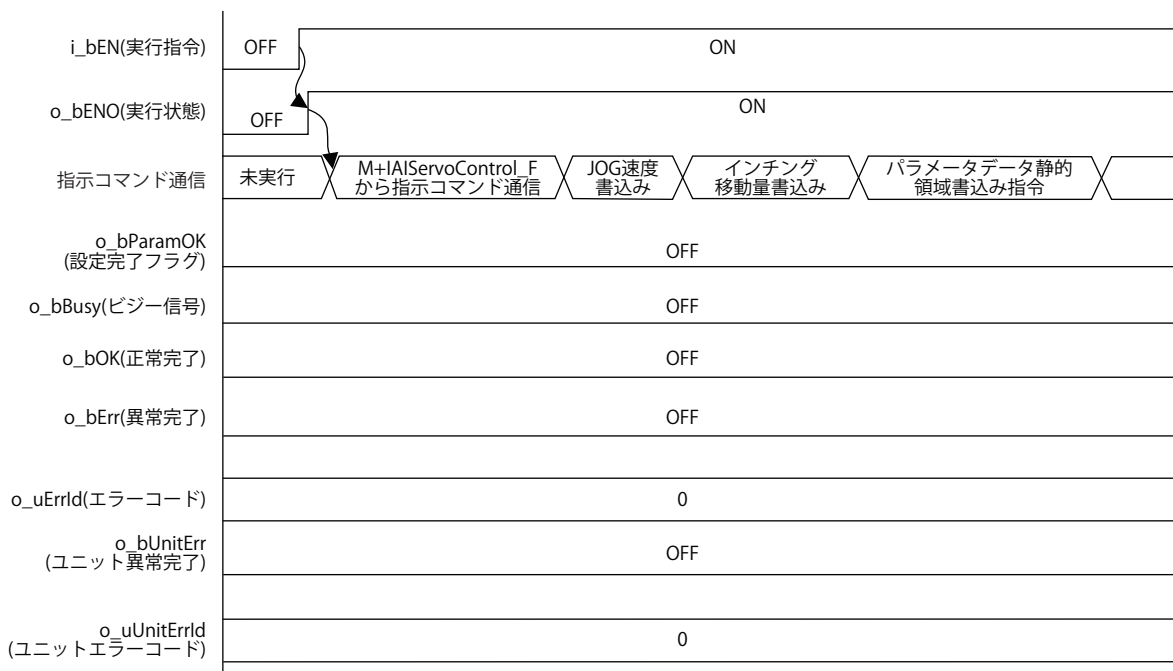 i_bEN(実行指令)
OFF
ON
o_bENO(実行状態)
OFF
ON
指示コマンド通信
未実行
M+IAIServoControl_F
から指示コマンド通信
JOG速度
書込み
インチング
移動量書込み
パラメータデータ静的
領域書込み指令
o_bParamOK
(設定完了フラグ)
OFF
o_bBusy(ビジー信号)
OFF
o_bOK(正常完了)
OFF
o_bErr(異常完了)
OFF
o_uErrId(エラーコード)
0
o_bUnitErr
(ユニット異常完了)
OFF
o_uUnitErrId
(ユニットエラーコード)
0